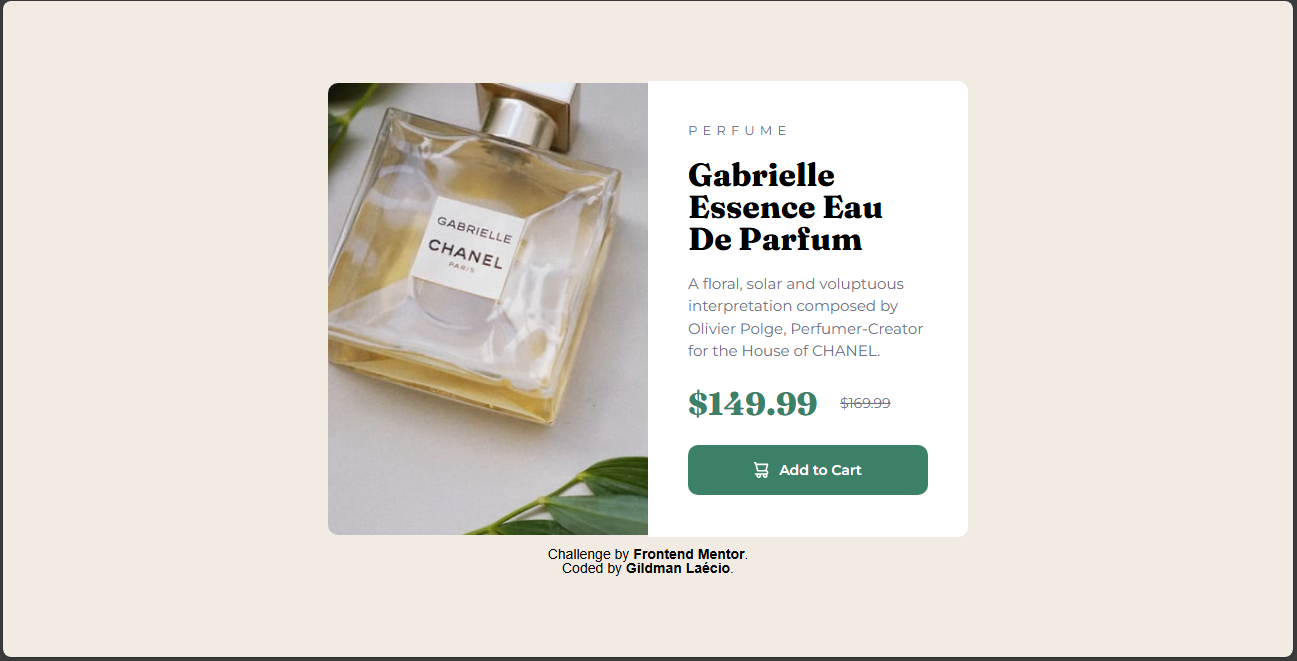 GABRIELLE
CHANEL
PARIS
PERFUME
Gabrielle
Essence Eau
De Parfum
A floral, solar and voluptuous
interpretation composed by
Olivier Polge, Perfumer-Creator
for the House of CHANEL.
$149.99 $169.99
Add to Cart
Challenge by Frontend Mentor.
Coded by Gildman Laécio.